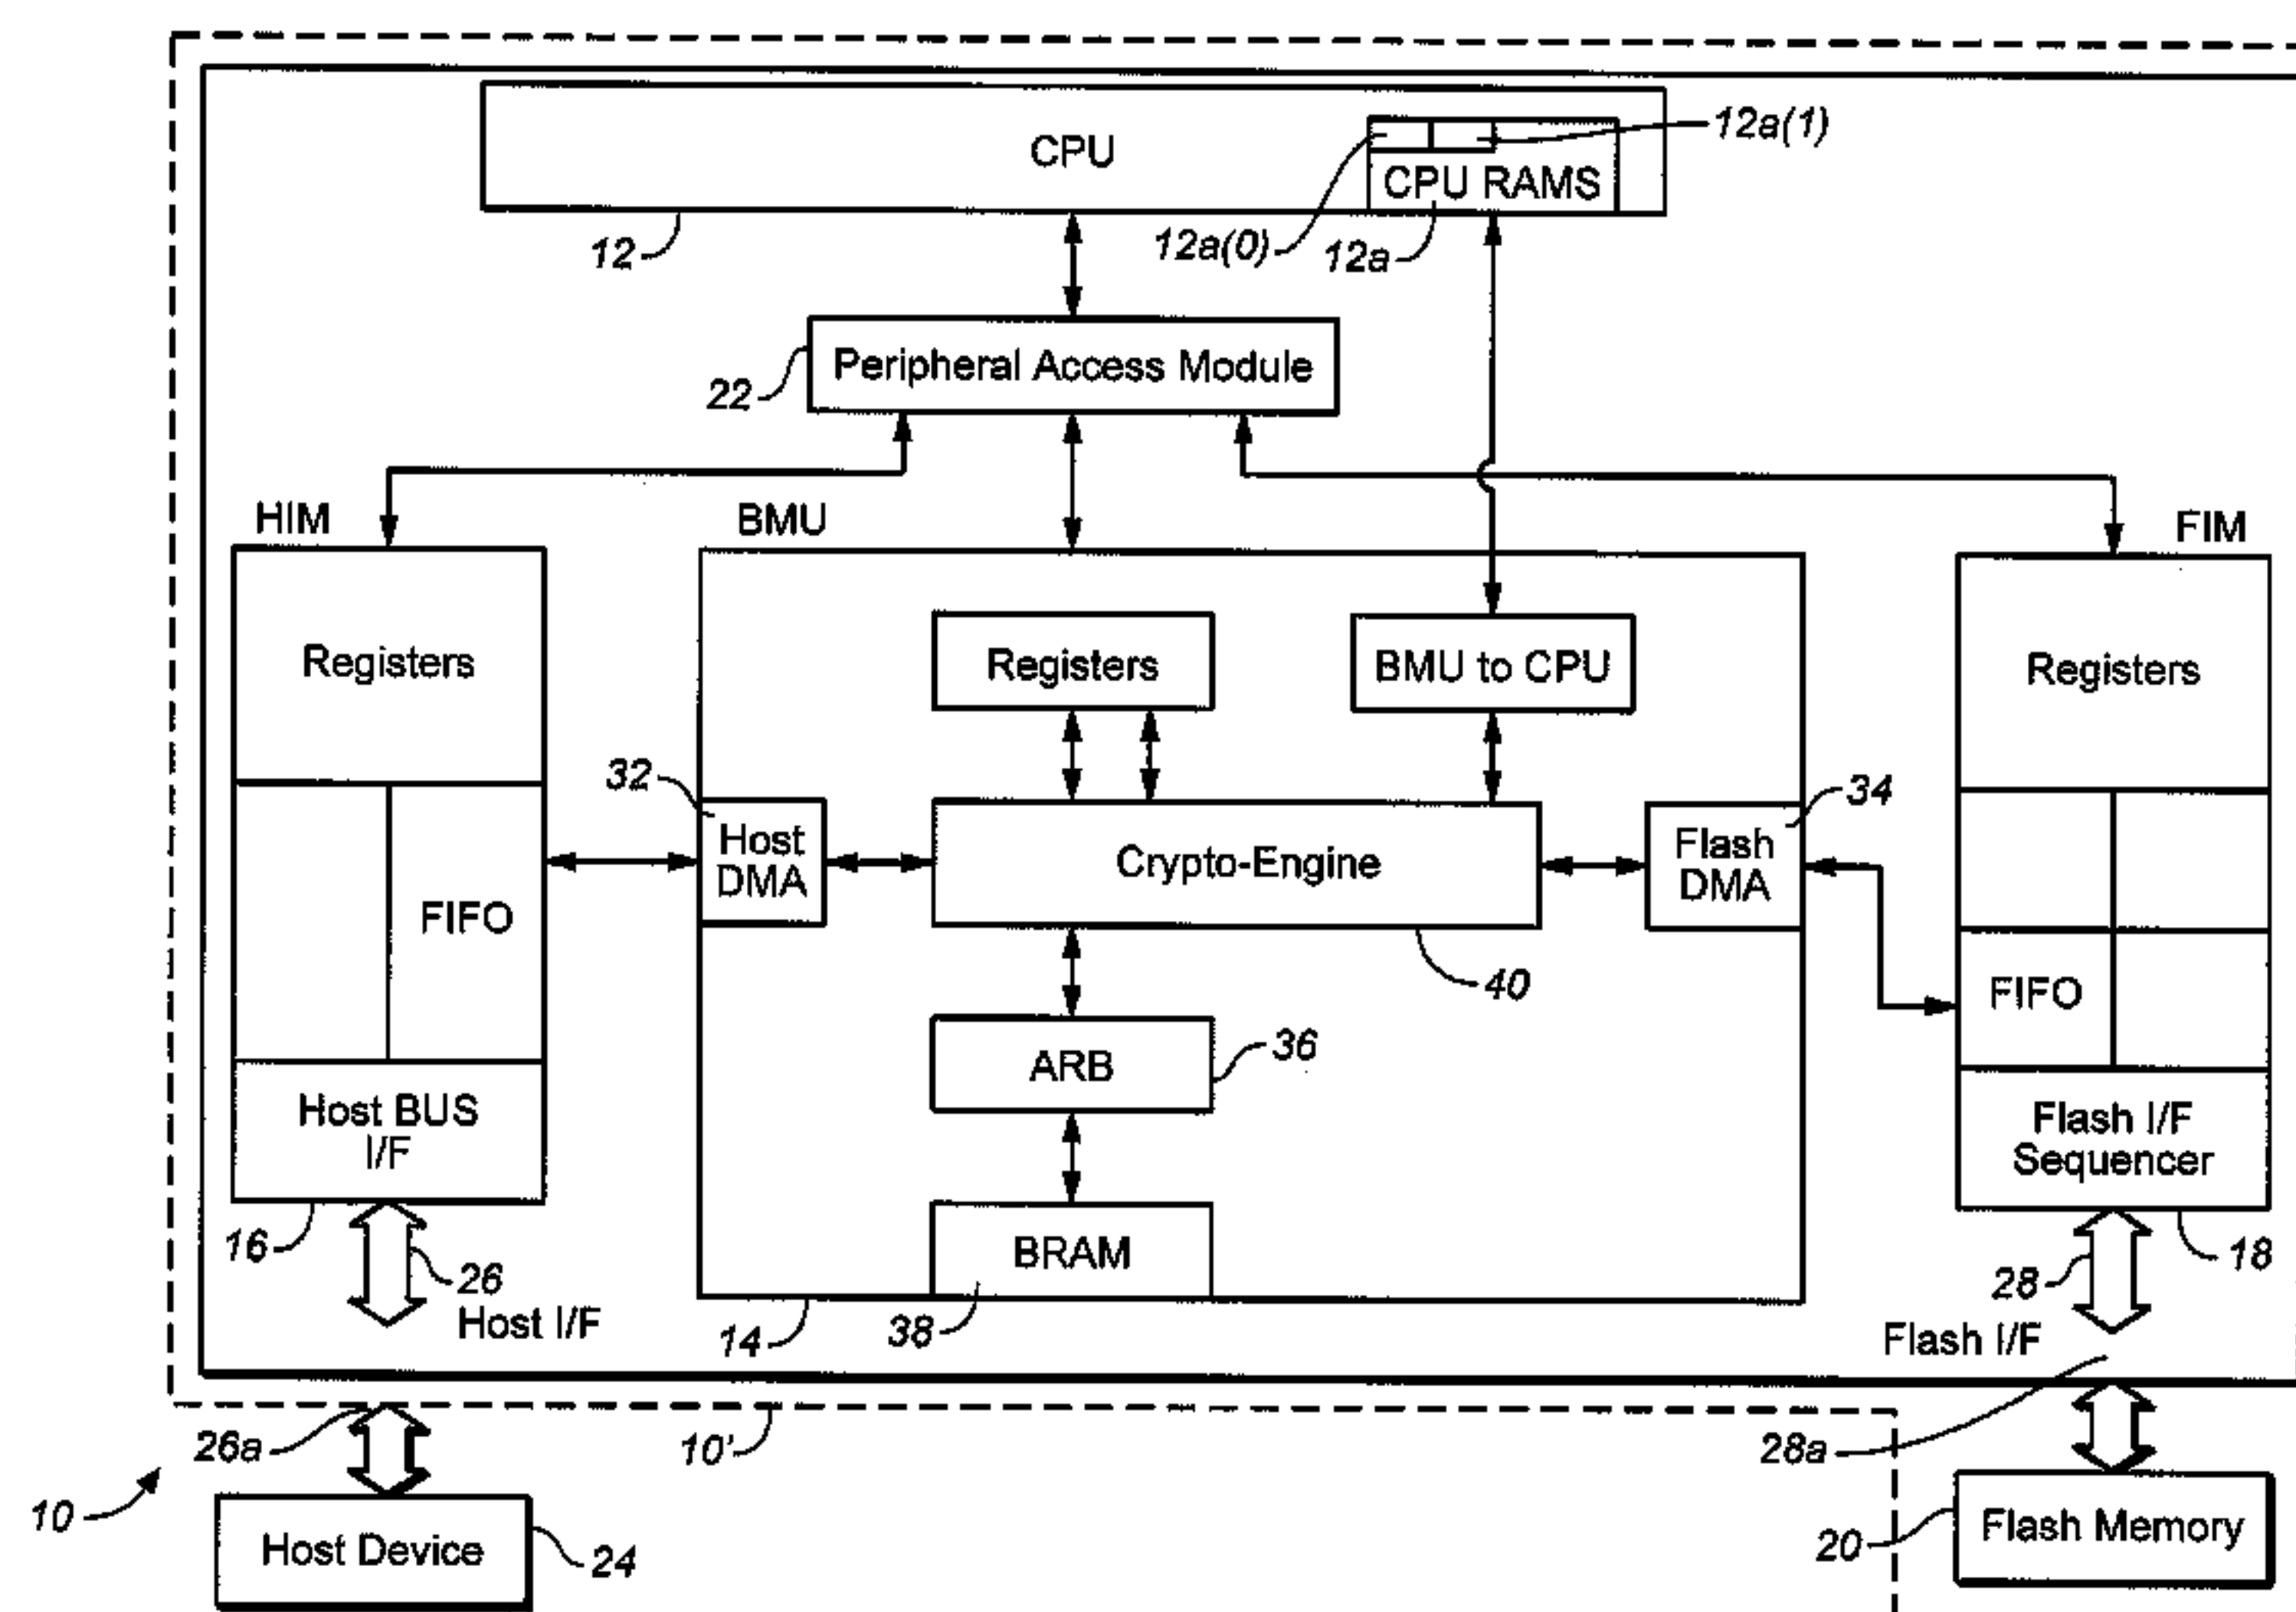 CPU
12a(1)
CPU RAMS
12
12a(0)
12a
Peripheral Access Module
22
HIM
BMU
FIM
Registers
Registers
BMU to CPU
Registers
32
34
Host
DMA
Crypto-Engine
Flash
DMA
FIFO
40
FIFO
ARB
36
Host BUS
I/F
Flash I/F
Sequencer
BRAM
16
26
Host I/F
14
38
28
18
Flash I/F
26a
10'
28a
10
Host Device
24
20
Flash Memory